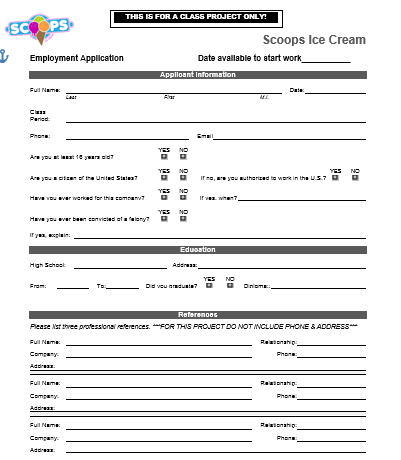 THIS IS FOR A CLASS PROJECT ONLY!
SCOOPS
Scoops Ice Cream
Employment Application Date available to start work__________
Applicant Information
Full Name: Date:
Last First M.I.
Class
Period:
Phone: Email
YES NO
Are you at least 16 years old?
YES NO YES NO
Are you a citizen of the United States? If no, are you authorized to work in the U.S.?
YES NO
Have you ever worked for this company? If yes, when?
YES NO
Have you ever been convicted of a felony?
If yes, explain:
Education
High School: Address:
YES NO
From: To: Did you graduate? Diploma:
References
Please list three professional references. ***FOR THIS PROJECT DO NOT INCLUDE PHONE & ADDRESS***
Full Name: Relationship:
Company: Phone:
Address:
Full Name: Relationship:
Company: Phone:
Address:
Full Name: Relationship:
Company: Phone:
Address: